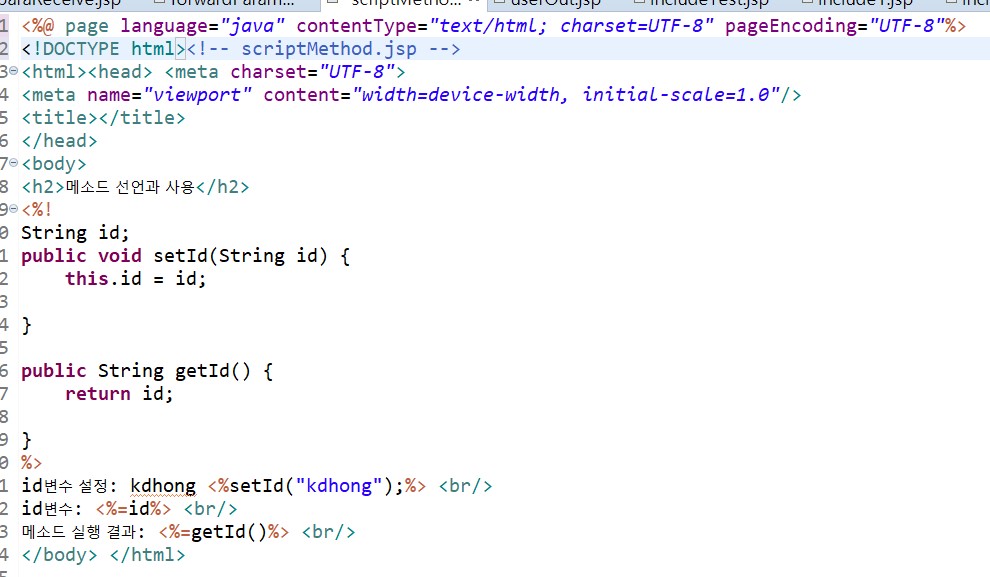 paraReceive.jsp forwardParam... scriptMetho... userOut.jsp includeTest.jsp include1.jsp incl
1 <%@ page language="java" contentType="text/html; charset=UTF-8" pageEncoding="UTF-8"%>
2 <!DOCTYPE html><!-- scriptMethod.jsp -->
3 <html><head> <meta charset="UTF-8">
4 <meta name="viewport" content="width=device-width, initial-scale=1.0"/>
5 <title></title>
6 </head>
7 <body>
8 <h2>메소드 선언과 사용</h2>
9 <%!
0 String id;
1 public void setId(String id) {
2 this.id = id;
3
4 }
5
6 public String getId() {
7 return id;
8
9 }
0 %>
1 id변수 설정: kdhong <%setId("kdhong");%> <br/>
2 id변수: <%=id%> <br/>
3 메소드 실행 결과: <%=getId()%> <br/>
4 </body> </html>